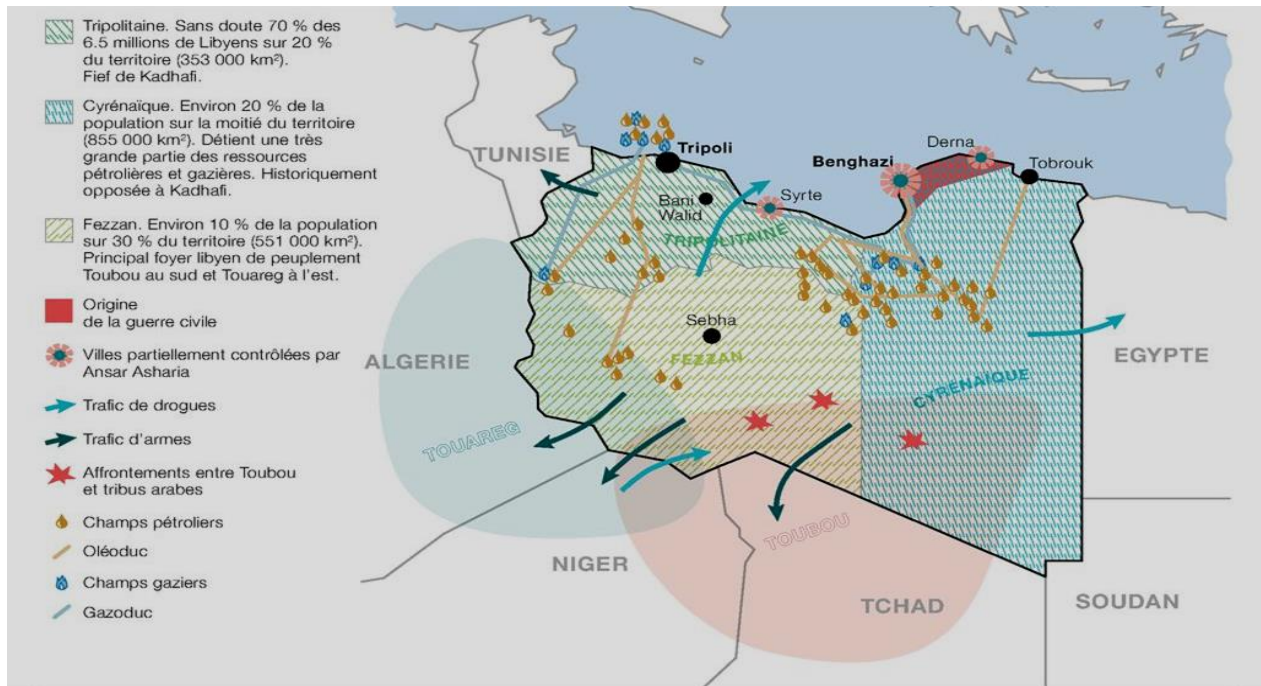 Tripolitaine. Sans doute 70 % des
6.5 millions de Libyens sur 20 %
du territoire (353 000 km²).
Fief de Kadhafi.
Cyrénaïque. Environ 20 % de la
population sur la moitié du territoire
(855 000 km²). Détient une très
grande partie des ressources
pétrolières et gazières. Historiquement
opposée à Kadhafi.
Fezzan. Environ 10 % de la population
sur 30 % du territoire (551 000 km²).
Principal foyer libyen de peuplement
Toubou au sud et Touareg à l'est.
Origine
de la guerre civile
Villes partiellement contrôlées par
Ansar Asharia
Trafic de drogues
Trafic d'armes
Affrontements entre Toubou
et tribus arabes
Champs pétroliers
Oléoduc
Champs gaziers
Gazoduc
TUNISIE
Tripoli
Bani
Walid
Syrte
Benghazi
Derna
Tobrouk
TRIPOLITAINE
Sebha
FEZZAN
CYRÉNAÏQUE
ALGERIE
EGYPTE
TOUAREG
TOUBOU
NIGER
TCHAD
SOUDAN